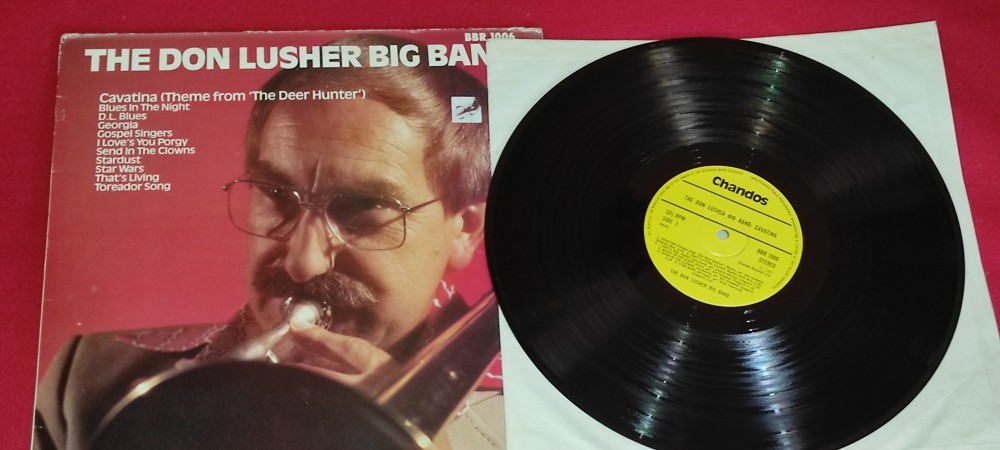 BBR 1006
THE DON LUSHER BIG BAN
Cavatina (Theme from 'The Deer Hunter')
Blues In The Night
D.L. Blues
Georgia
Gospel Singers
I Love's You Porgy
Send In The Clowns
Stardust
Star Wars
That's Living
Toreador Song
Chandos
THE DON LUSHER BIG BAND: CAVATINA
33⅓ RPM
SIDE 1
BBR 1006
STEREO
THE DON LUSHER BIG BAND